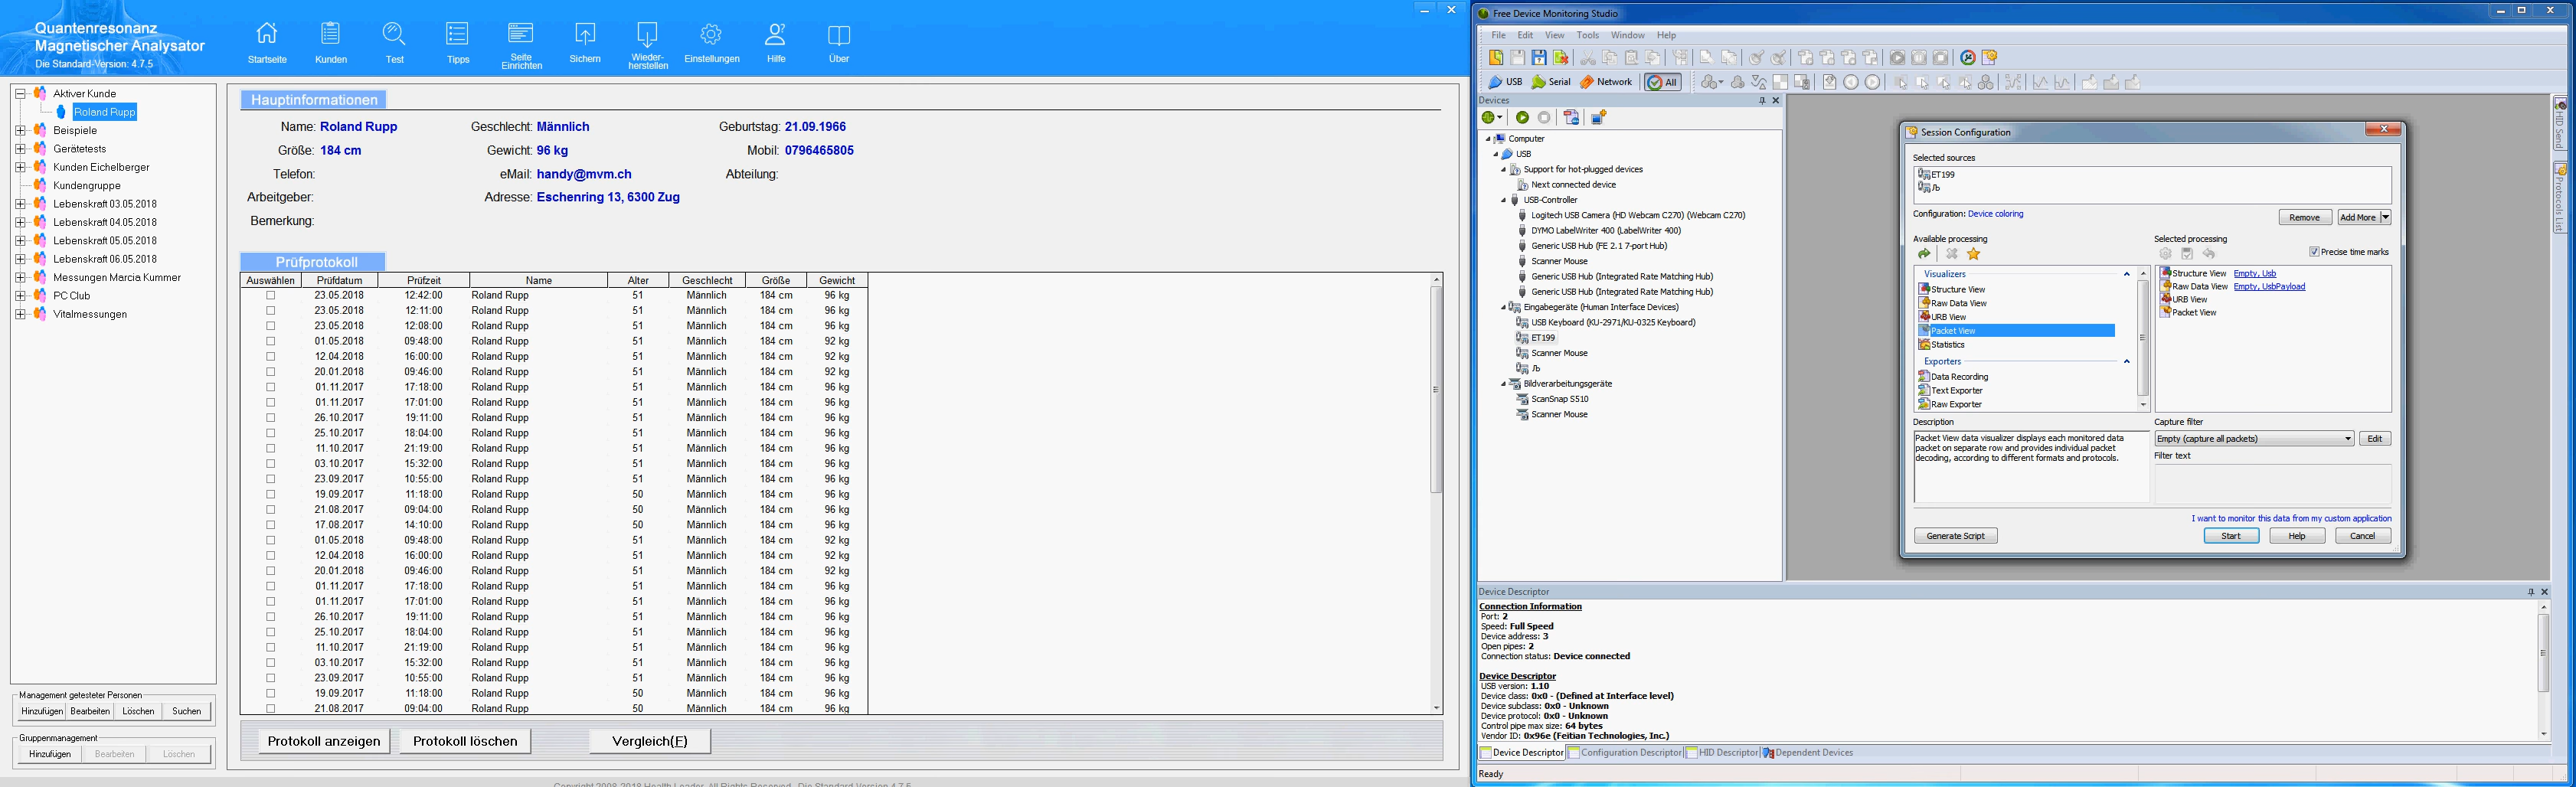 Quantenresonanz
Magnetischer Analysator
Die Standard-Version: 4.7.5
Startseite
Kunden
Test
Tipps
Seite Einrichten
Sichern
Wieder-herstellen
Einstellungen
Hilfe
Über
Aktiver Kunde
Roland Rupp
Beispiele
Gerätetests
Kunden Eichelberger
Kundengruppe
Lebenskraft 03.05.2018
Lebenskraft 04.05.2018
Lebenskraft 05.05.2018
Lebenskraft 06.05.2018
Messungen Marcia Kummer
PC Club
Vitalmessungen
Management getesteter Personen
Hinzufügen Bearbeiten Löschen Suchen
Gruppenmanagement
Hinzufügen Bearbeiten Löschen
Hauptinformationen
Name: Roland Rupp Geschlecht: Männlich Geburtstag: 21.09.1966
Größe: 184 cm Gewicht: 96 kg Mobil: 0796465805
Telefon: eMail: handy@mvm.ch Abteilung:
Arbeitgeber: Adresse: Eschenring 13, 6300 Zug
Bemerkung:
Prüfprotokoll
Auswählen Prüfdatum Prüfzeit Name Alter Geschlecht Größe Gewicht
23.05.2018 12:42:00 Roland Rupp 51 Männlich 184 cm 96 kg
23.05.2018 12:11:00 Roland Rupp 51 Männlich 184 cm 96 kg
23.05.2018 12:08:00 Roland Rupp 51 Männlich 184 cm 96 kg
01.05.2018 09:48:00 Roland Rupp 51 Männlich 184 cm 92 kg
12.04.2018 16:00:00 Roland Rupp 51 Männlich 184 cm 92 kg
20.01.2018 09:46:00 Roland Rupp 51 Männlich 184 cm 92 kg
01.11.2017 17:18:00 Roland Rupp 51 Männlich 184 cm 96 kg
01.11.2017 17:01:00 Roland Rupp 51 Männlich 184 cm 96 kg
26.10.2017 19:11:00 Roland Rupp 51 Männlich 184 cm 96 kg
25.10.2017 18:04:00 Roland Rupp 51 Männlich 184 cm 96 kg
11.10.2017 21:19:00 Roland Rupp 51 Männlich 184 cm 96 kg
03.10.2017 15:32:00 Roland Rupp 51 Männlich 184 cm 96 kg
23.09.2017 10:55:00 Roland Rupp 51 Männlich 184 cm 96 kg
19.09.2017 11:18:00 Roland Rupp 50 Männlich 184 cm 96 kg
21.08.2017 09:04:00 Roland Rupp 50 Männlich 184 cm 96 kg
17.08.2017 14:10:00 Roland Rupp 50 Männlich 184 cm 96 kg
01.05.2018 09:48:00 Roland Rupp 51 Männlich 184 cm 92 kg
12.04.2018 16:00:00 Roland Rupp 51 Männlich 184 cm 92 kg
20.01.2018 09:46:00 Roland Rupp 51 Männlich 184 cm 92 kg
01.11.2017 17:18:00 Roland Rupp 51 Männlich 184 cm 96 kg
01.11.2017 17:01:00 Roland Rupp 51 Männlich 184 cm 96 kg
26.10.2017 19:11:00 Roland Rupp 51 Männlich 184 cm 96 kg
25.10.2017 18:04:00 Roland Rupp 51 Männlich 184 cm 96 kg
11.10.2017 21:19:00 Roland Rupp 51 Männlich 184 cm 96 kg
03.10.2017 15:32:00 Roland Rupp 51 Männlich 184 cm 96 kg
23.09.2017 10:55:00 Roland Rupp 51 Männlich 184 cm 96 kg
19.09.2017 11:18:00 Roland Rupp 50 Männlich 184 cm 96 kg
21.08.2017 09:04:00 Roland Rupp 50 Männlich 184 cm 96 kg
Protokoll anzeigen Protokoll löschen Vergleich(F)
Copyright 2008-2018 Health Leader. All Rights Reserved. Die Standard Version 4.7.5
Free Device Monitoring Studio
File Edit View Tools Window Help
USB Serial Network All
Devices
Computer
USB
Support for hot-plugged devices
Next connected device
USB-Controller
Logitech USB Camera (HD Webcam C270) (Webcam C270)
DYMO LabelWriter 400 (LabelWriter 400)
Generic USB Hub (FE 2.1 7-port Hub)
Scanner Mouse
Generic USB Hub (Integrated Rate Matching Hub)
Generic USB Hub (Integrated Rate Matching Hub)
Eingabegeräte (Human Interface Devices)
USB Keyboard (KU-2971/KU-0325 Keyboard)
ET199
Scanner Mouse
Љ
Bildverarbeitungsgeräte
ScanSnap S510
Scanner Mouse
Session Configuration
Selected sources
ET199
Љ
Configuration: Device coloring
Remove Add More
Available processing
Visualizers
Structure View
Raw Data View
URB View
Packet View
Statistics
Exporters
Data Recording
Text Exporter
Raw Exporter
Selected processing
Precise time marks
Structure View Empty, Usb
Raw Data View Empty, UsbPayload
URB View
Packet View
Description
Packet View data visualizer displays each monitored data
packet on separate row and provides individual packet
decoding, according to different formats and protocols.
Capture filter
Empty (capture all packets) Edit
Filter text
I want to monitor this data from my custom application
Generate Script Start Help Cancel
HID Send
Protocols List
Device Descriptor
Connection Information
Port: 2
Speed: Full Speed
Device address: 3
Open pipes: 2
Connection status: Device connected
Device Descriptor
USB version: 1.10
Device class: 0x0 - (Defined at Interface level)
Device subclass: 0x0 - Unknown
Device protocol: 0x0 - Unknown
Control pipe max size: 64 bytes
Vendor ID: 0x96e (Feitian Technologies, Inc.)
Device Descriptor Configuration Descriptor HID Descriptor Dependent Devices
Ready